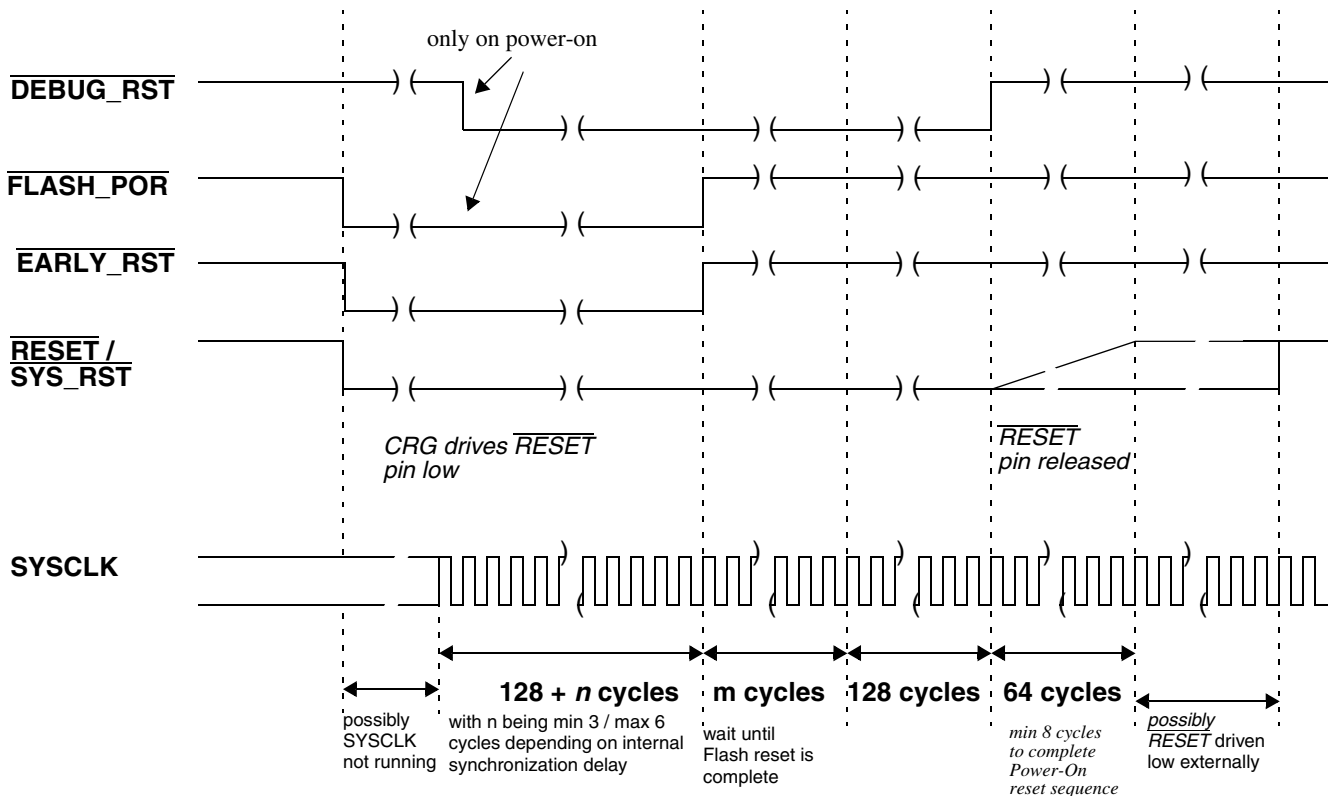 only on power-on
DEBUG_RST
FLASH_POR
EARLY_RST
RESET /
SYS_RST
CRG drives RESET
pin low
RESET
pin released
SYSCLK
128 + n cycles
m cycles
128 cycles
64 cycles
possibly
SYSCLK
not running
with n being min 3 / max 6
cycles depending on internal
synchronization delay
wait until
Flash reset is
complete
min 8 cycles
to complete
Power-On
reset sequence
possibly
RESET driven
low externally